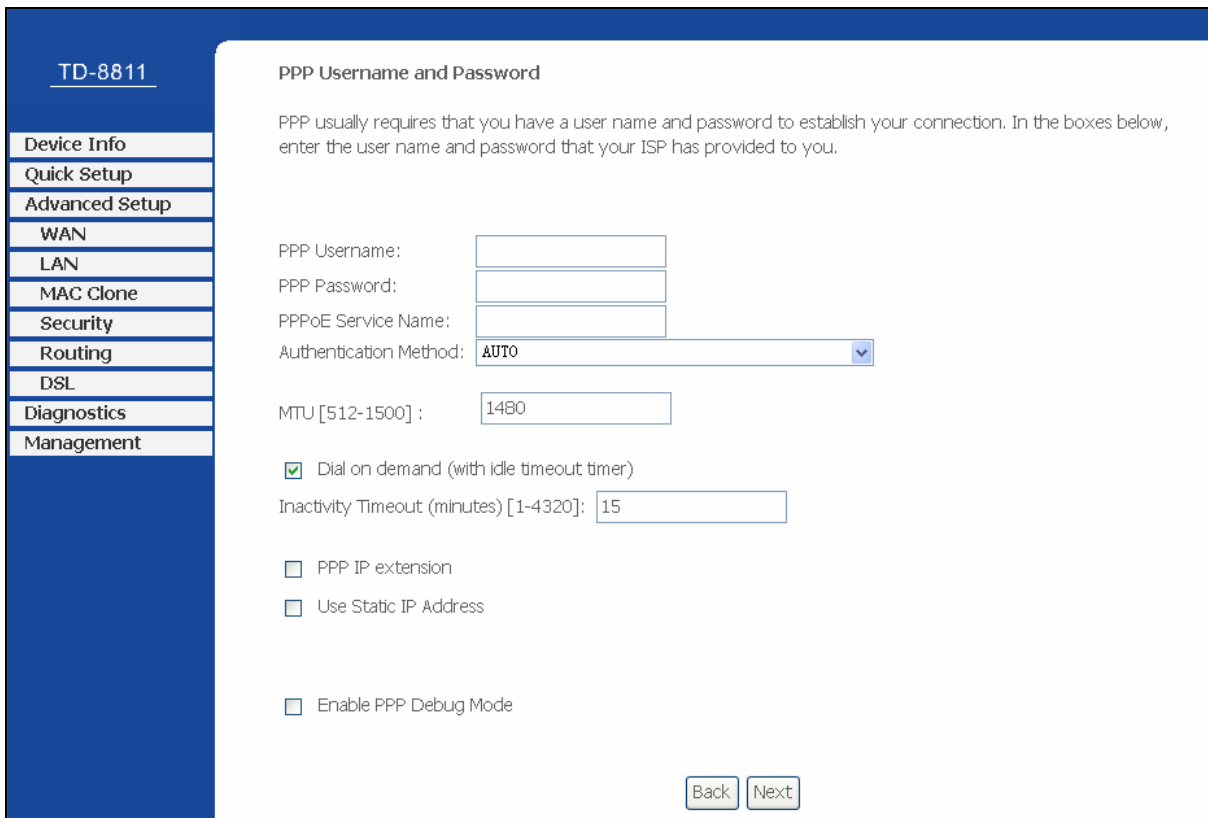 TD-8811
Device Info
Quick Setup
Advanced Setup
WAN
LAN
MAC Clone
Security
Routing
DSL
Diagnostics
Management
PPP Username and Password
PPP usually requires that you have a user name and password to establish your connection. In the boxes below,
enter the user name and password that your ISP has provided to you.
PPP Username:
PPP Password:
PPPoE Service Name:
Authentication Method: AUTO
MTU [512-1500] : 1480
Dial on demand (with idle timeout timer)
Inactivity Timeout (minutes) [1-4320]: 15
PPP IP extension
Use Static IP Address
Enable PPP Debug Mode
Back Next